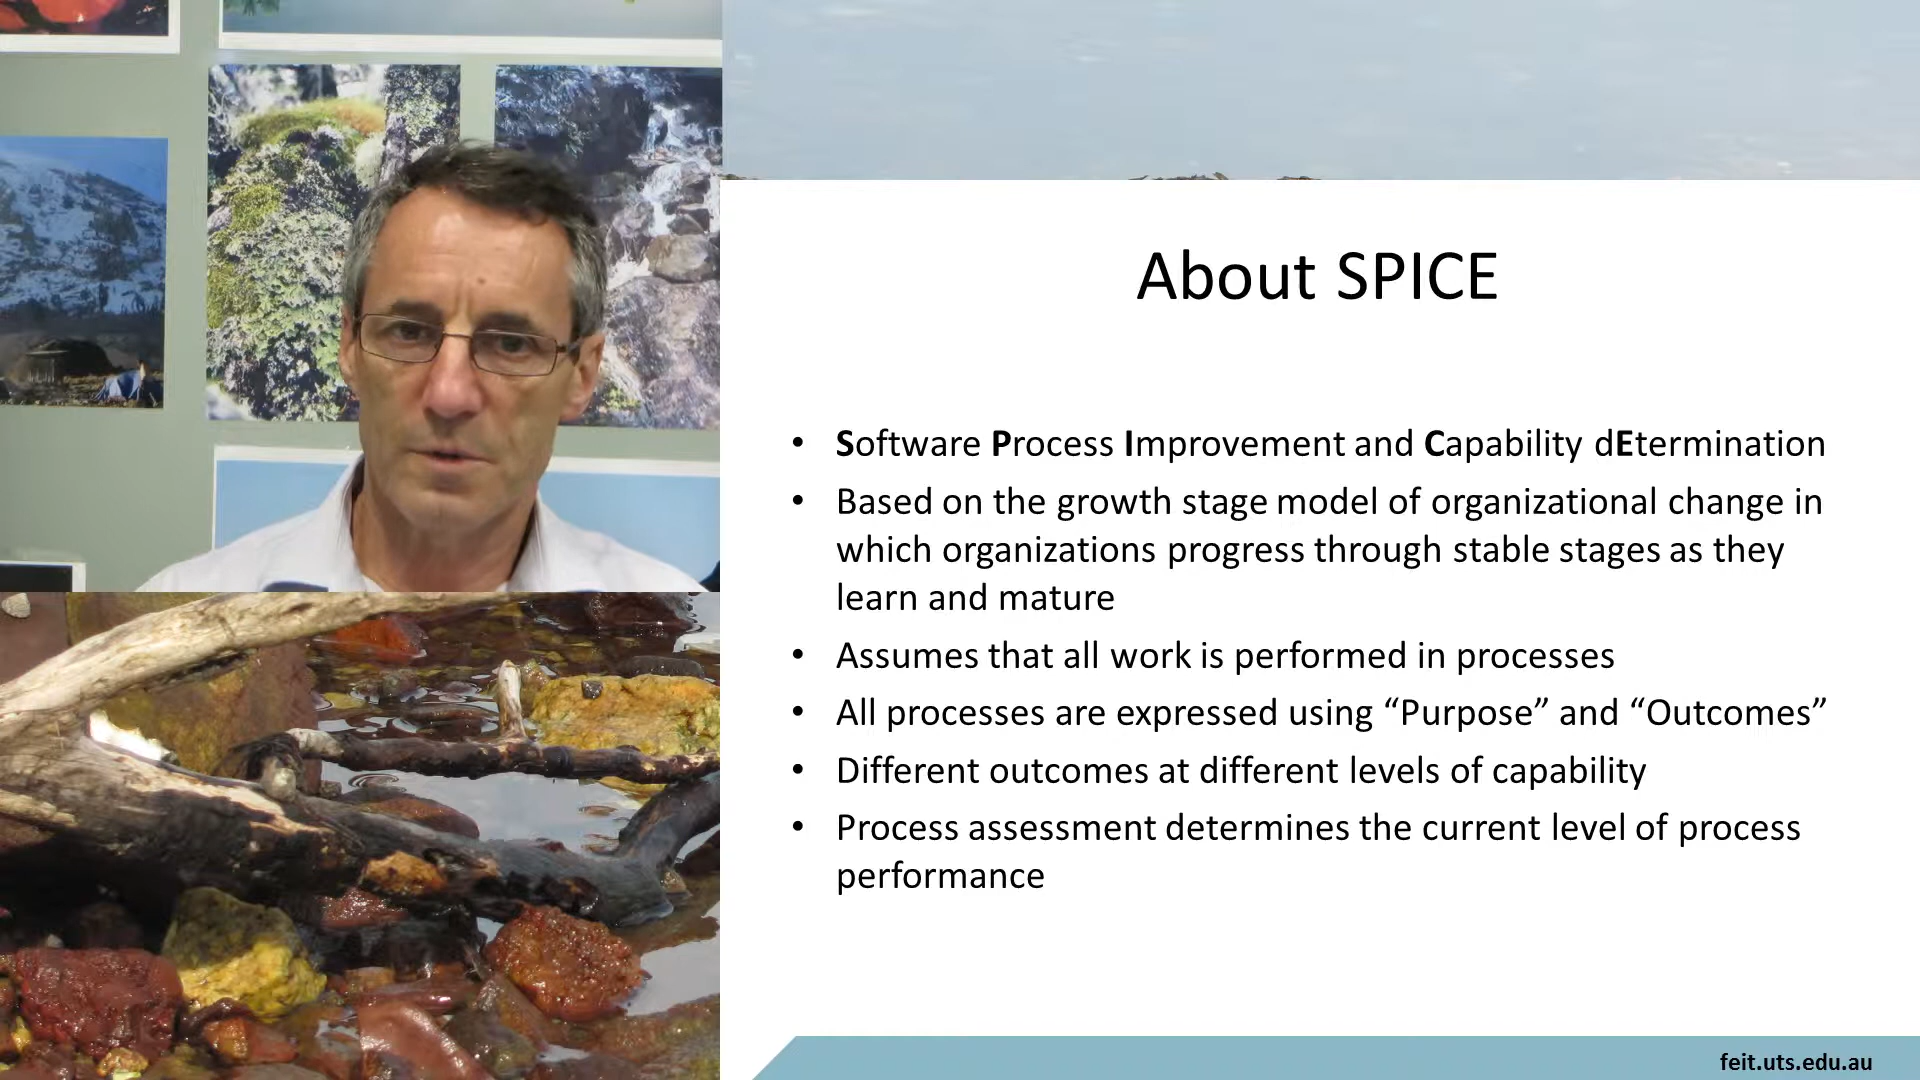 About SPICE
• Software Process Improvement and Capability dEtermination
• Based on the growth stage model of organizational change in
which organizations progress through stable stages as they
learn and mature
• Assumes that all work is performed in processes
• All processes are expressed using “Purpose” and “Outcomes”
• Different outcomes at different levels of capability
• Process assessment determines the current level of process
performance
feit.uts.edu.au